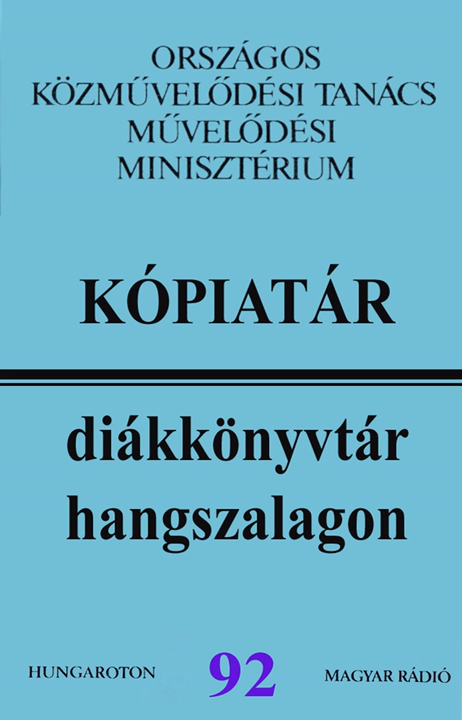 ORSZÁGOS
KÖZMŰVELŐDÉSI TANÁCS
MŰVELŐDÉSI
MINISZTÉRIUM
KÓPIATÁR
diákkönyvtár
hangszalagon
HUNGAROTON 92 MAGYAR RÁDIÓ